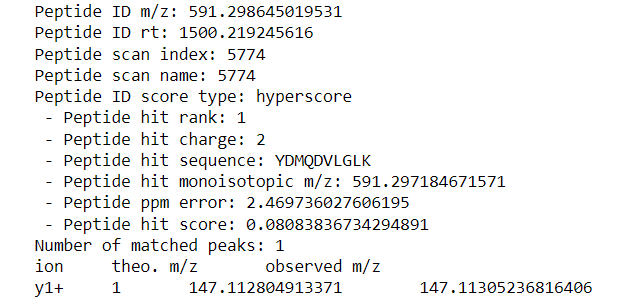 Peptide ID m/z: 591.298645019531
Peptide ID rt: 1500.219245616
Peptide scan index: 5774
Peptide scan name: 5774
Peptide ID score type: hyperscore
- Peptide hit rank: 1
- Peptide hit charge: 2
- Peptide hit sequence: YDMQDVLGLK
- Peptide hit monoisotopic m/z: 591.297184671571
- Peptide ppm error: 2.469736027606195
- Peptide hit score: 0.08083836734294891
Number of matched peaks: 1
ion theo. m/z observed m/z
y1+ 1 147.112804913371 147.11305236816406